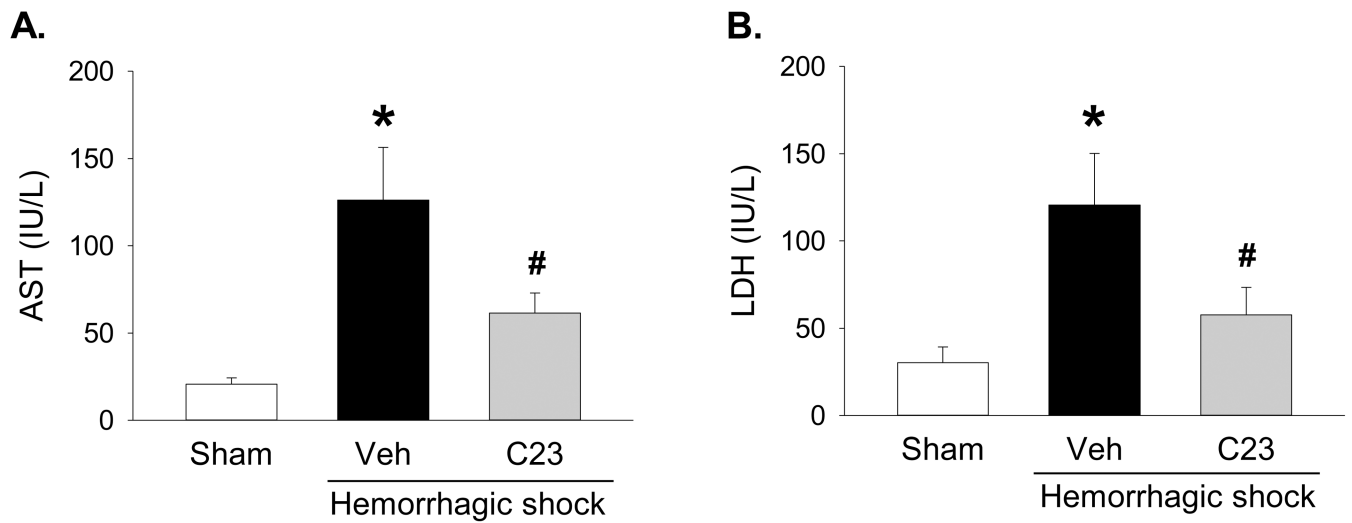 A.
200
150
100
50
0
AST (IU/L)
*
#
Sham Veh C23
Hemorrhagic shock
B.
200
150
100
50
0
LDH (IU/L)
*
#
Sham Veh C23
Hemorrhagic shock